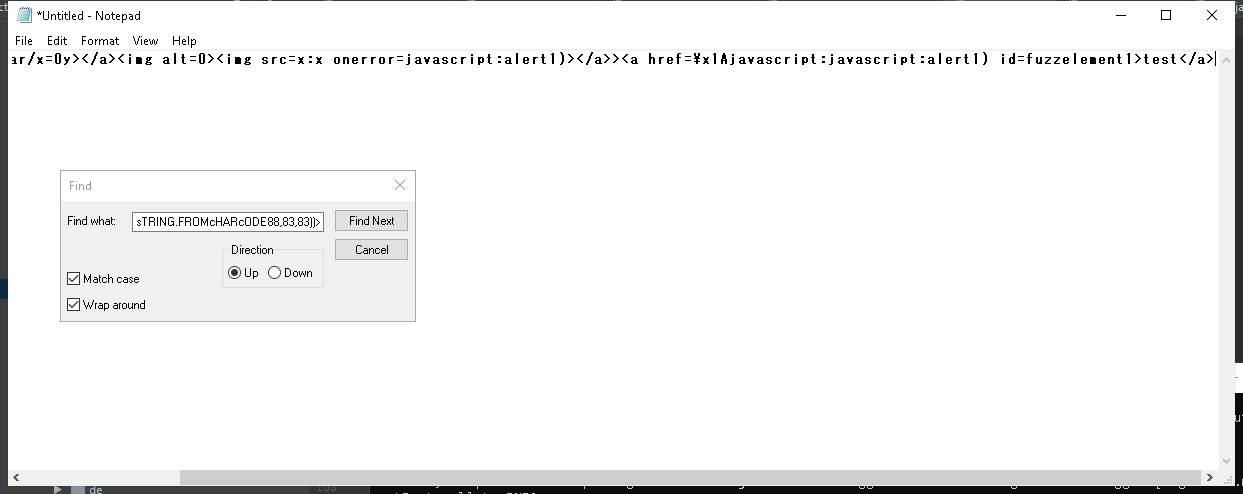 *Untitled - Notepad
File Edit Format View Help
ar/x=0y></a><img alt=0><img src=x:x onerror=javascript:alert1)></a>><a href=¥x1Ajavascript:javascript:alert1) id=fuzzelement1>test</a>
Find
Find what: sTRING.FROMcHARcODE88,83,83))> Find Next
Direction Cancel
Up Down
Match case
Wrap around
de
103